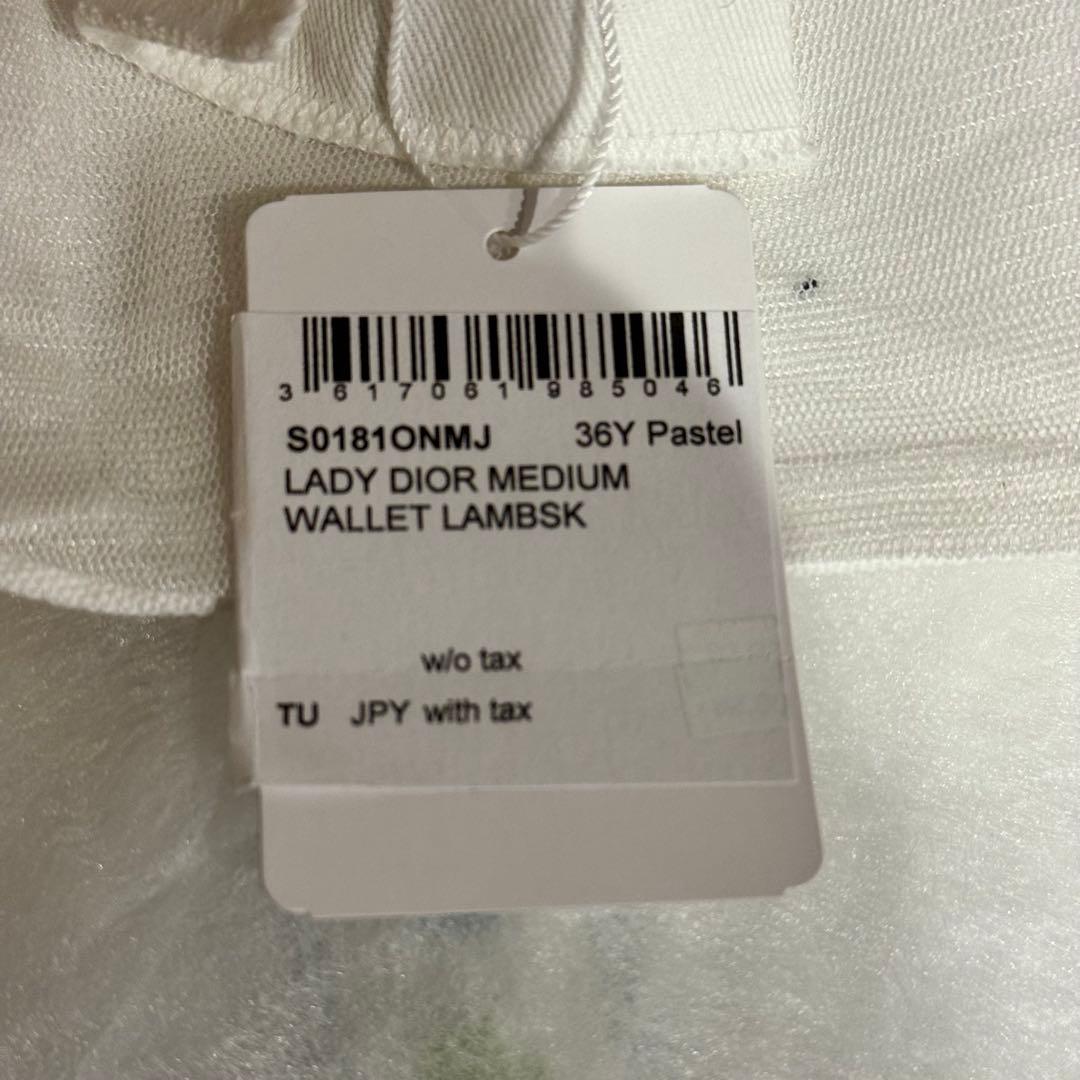 3 617061 985046
S0181ONMJ 36Y Pastel
LADY DIOR MEDIUM
WALLET LAMBSK
w/o tax
TU JPY with tax